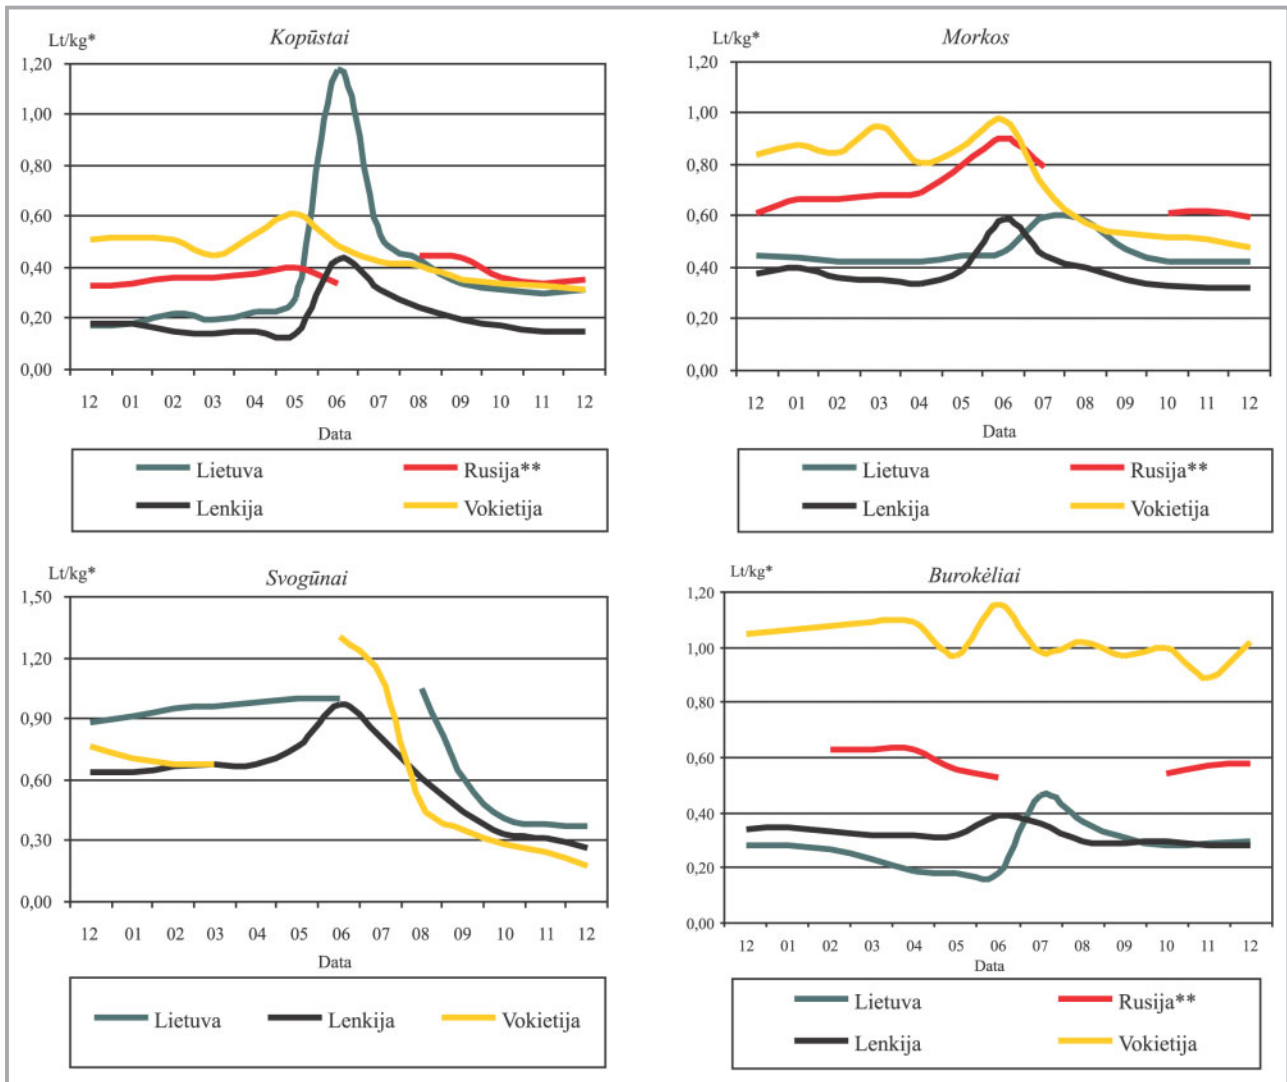 Lt/kg*
Kopūstai
1,20
1,00
0,80
0,60
0,40
0,20
0,00
12 01 02 03 04 05 06 07 08 09 10 11 12
Data
Lietuva Rusija**
Lenkija Vokietija
Lt/kg*
Morkos
1,20
1,00
0,80
0,60
0,40
0,20
0,00
12 01 02 03 04 05 06 07 08 09 10 11 12
Data
Lietuva Rusija**
Lenkija Vokietija
Lt/kg*
Svogūnai
1,50
1,20
0,90
0,60
0,30
0,00
12 01 02 03 04 05 06 07 08 09 10 11 12
Data
Lietuva Lenkija Vokietija
Lt/kg*
Burokėliai
1,20
1,00
0,80
0,60
0,40
0,20
0,00
12 01 02 03 04 05 06 07 08 09 10 11 12
Data
Lietuva Rusija**
Lenkija Vokietija